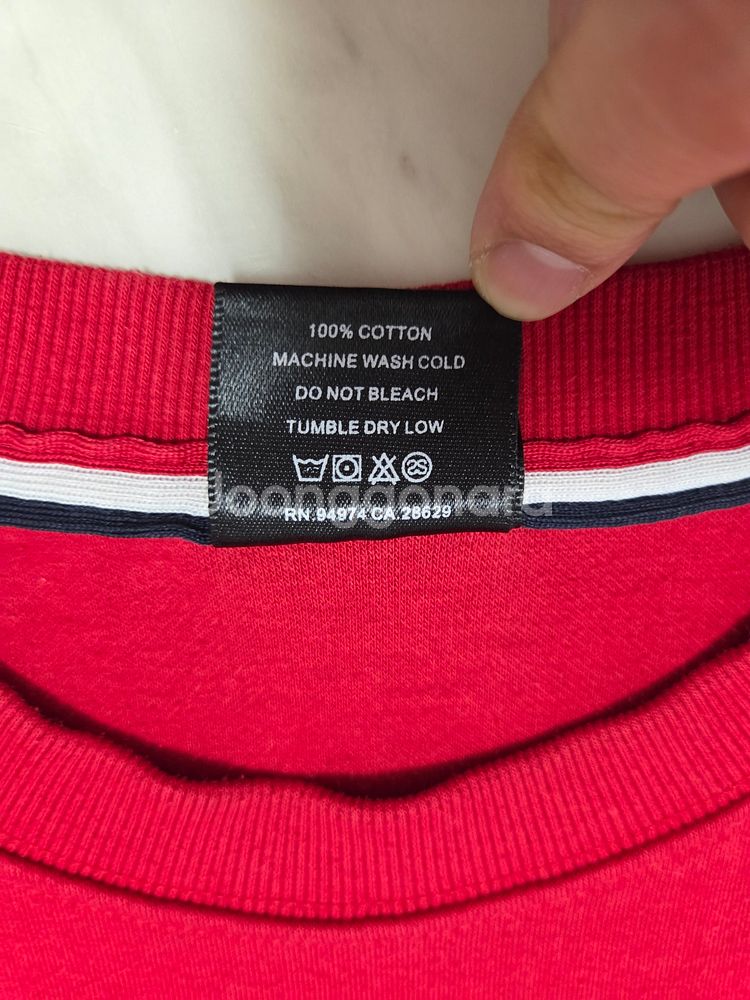 100% COTTON
MACHINE WASH COLD
DO NOT BLEACH
TUMBLE DRY LOW
RN.94974 CA 28629
Joonggonara